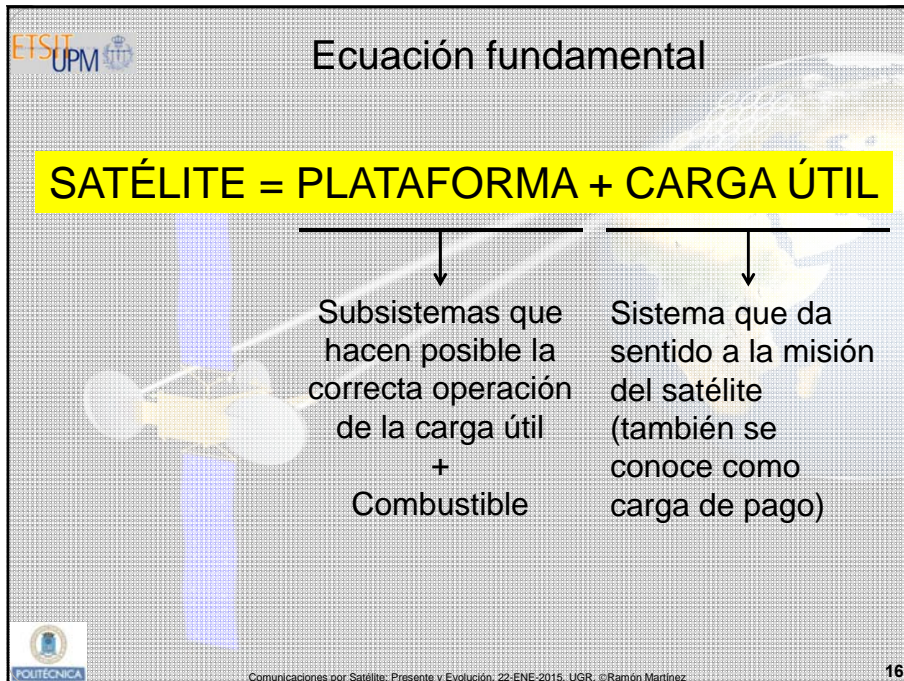 ETSIT
UPM
Ecuación fundamental
SATÉLITE = PLATAFORMA + CARGA ÚTIL
Subsistemas que
hacen posible la
correcta operación
de la carga útil
+
Combustible
Sistema que da
sentido a la misión
del satélite
(también se
conoce como
carga de pago)
POLITÉCNICA
Comunicaciones por Satélite: Presente y Evolución. 22-ENE-2015. UGR. ©Ramón Martínez
16